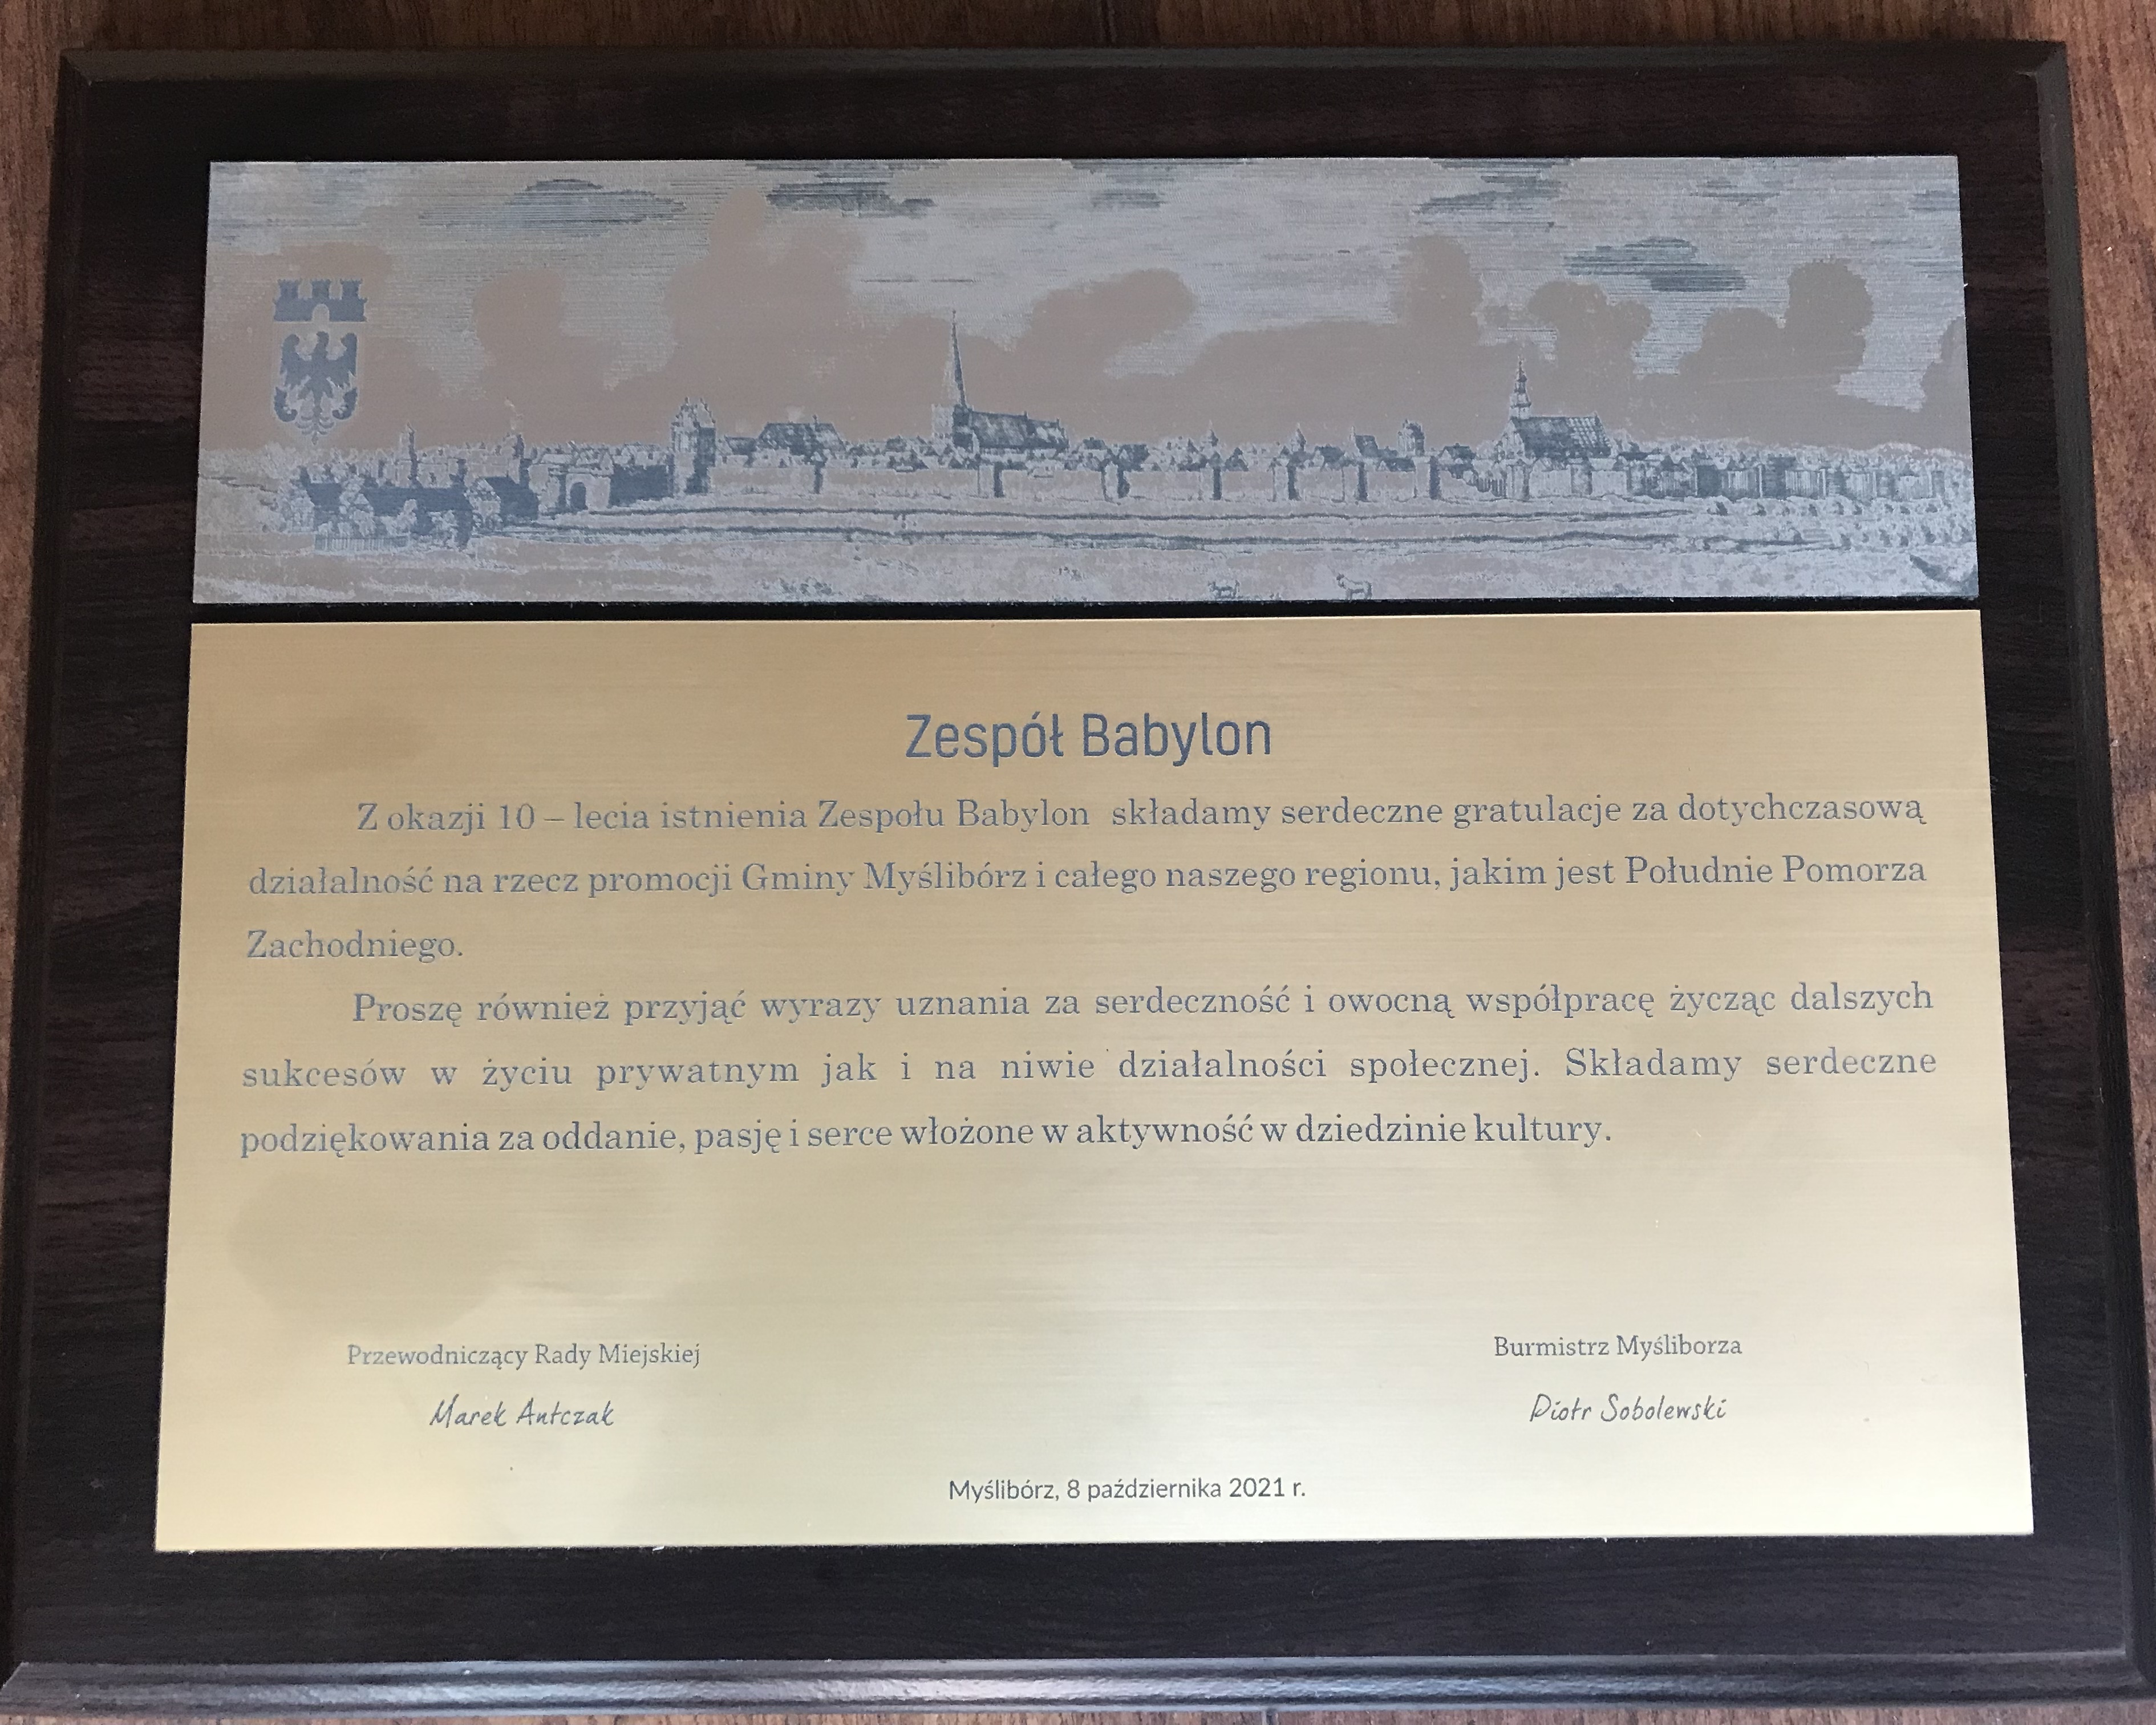 Zespół Babylon
Z okazji 10 – lecia istnienia Zespołu Babylon składamy serdeczne gratulacje za dotychczasową
działalność na rzecz promocji Gminy Myślibórz i całego naszego regionu, jakim jest Południe Pomorza
Zachodniego.
Proszę również przyjąć wyrazy uznania za serdeczność i owocną współpracę życząc dalszych
sukcesów w życiu prywatnym jak i na niwie działalności społecznej. Składamy serdeczne
podziękowania za oddanie, pasję i serce włożone w aktywność w dziedzinie kultury.
Przewodniczący Rady Miejskiej
Marek Antczak
Burmistrz Myśliborza
Piotr Sobolewski
Myślibórz, 8 października 2021 r.